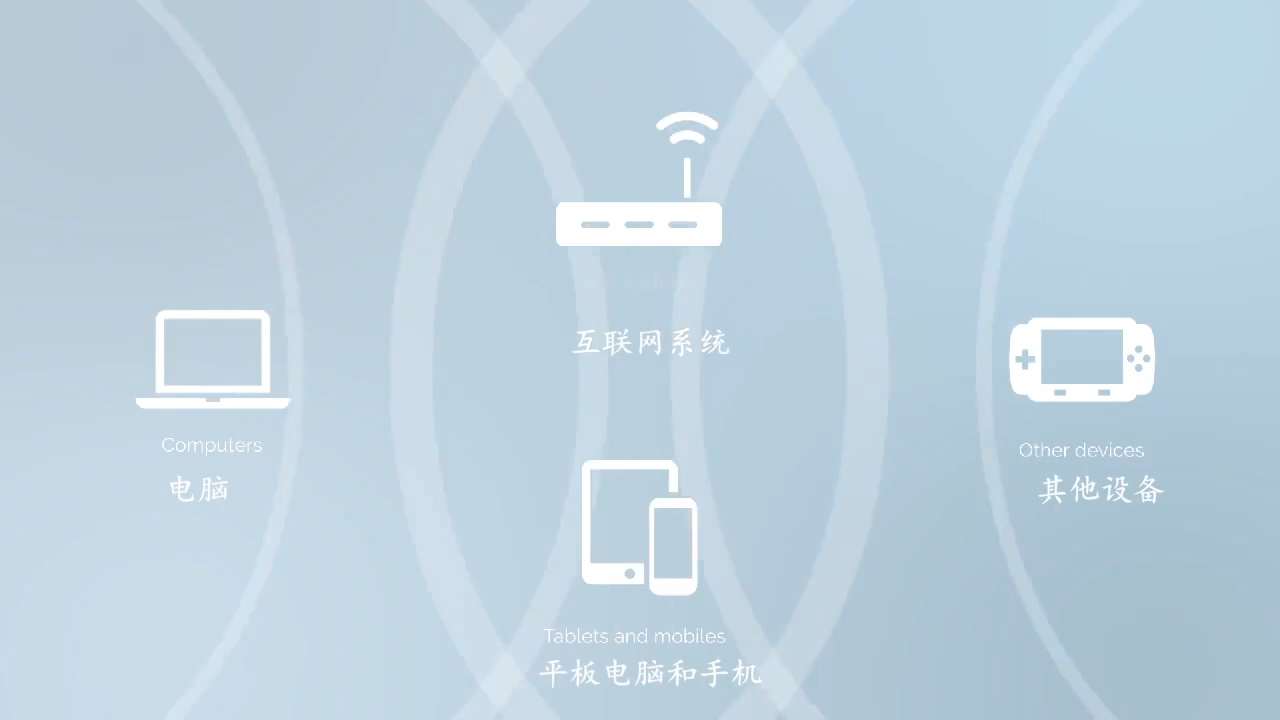 互联网系统
Computers
电脑
Other devices
其他设备
Tablets and mobiles
平板电脑和手机